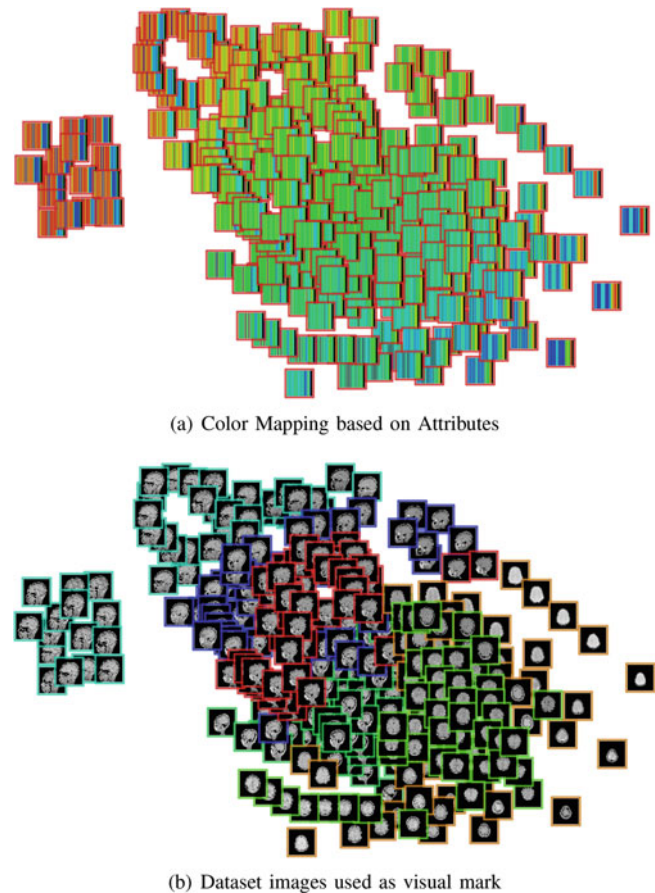 (a) Color Mapping based on Attributes
(b) Dataset images used as visual mark